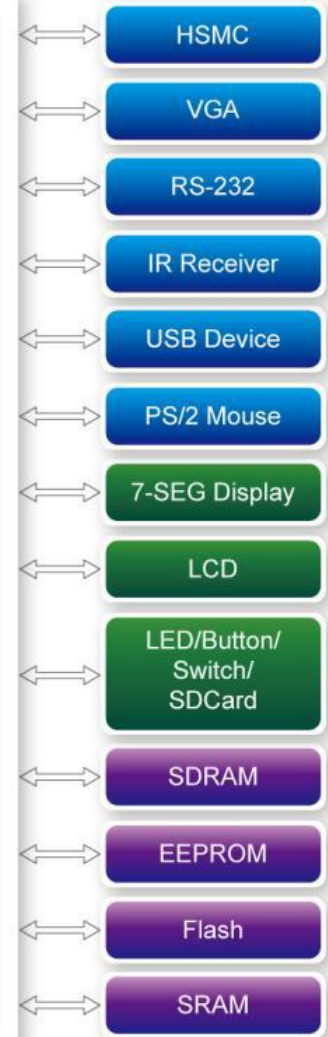 HSMC
VGA
RS-232
IR Receiver
USB Device
PS/2 Mouse
7-SEG Display
LCD
LED/Button/
Switch/
SDCard
SDRAM
EEPROM
Flash
SRAM